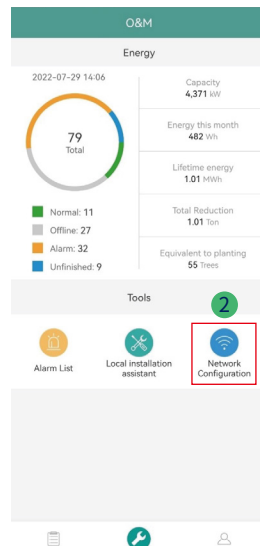 O&M
Energy
2022-07-29 14:06
79
Total
Normal: 11
Offline: 27
Alarm: 32
Unfinished: 9
Capacity
4,371 kW
Energy this month
482 Wh
Lifetime energy
1.01 MWh
Total Reduction
1.01 Ton
Equivalent to planting
55 Trees
Tools
2
Alarm List
Local installation
assistant
Network
Configuration